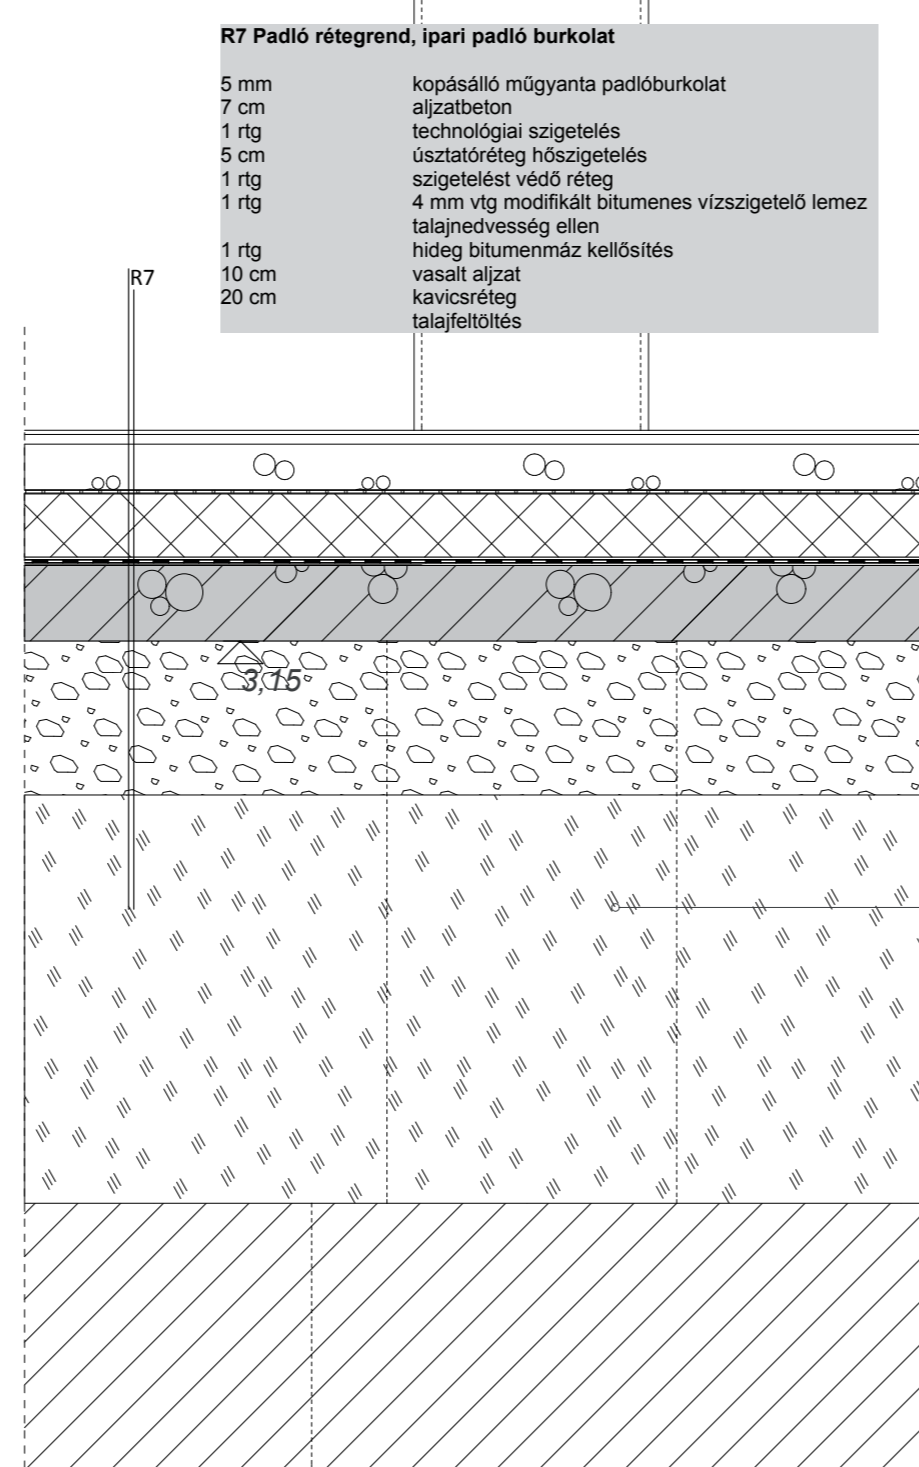 R7 Padló rétegrend, ipari padló burkolat
5 mm kopásálló műgyanta padlóburkolat
7 cm aljzatbeton
1 rtg technológiai szigetelés
5 cm úsztatóréteg hőszigetelés
1 rtg szigetelést védő réteg
1 rtg 4 mm vtg modifikált bitumenes vízszigetelő lemez
talajnedvesség ellen
1 rtg hideg bitumenmáz kellősítés
10 cm vasalt aljzat
20 cm kavicsréteg
talajfeltöltés
R7
3,15